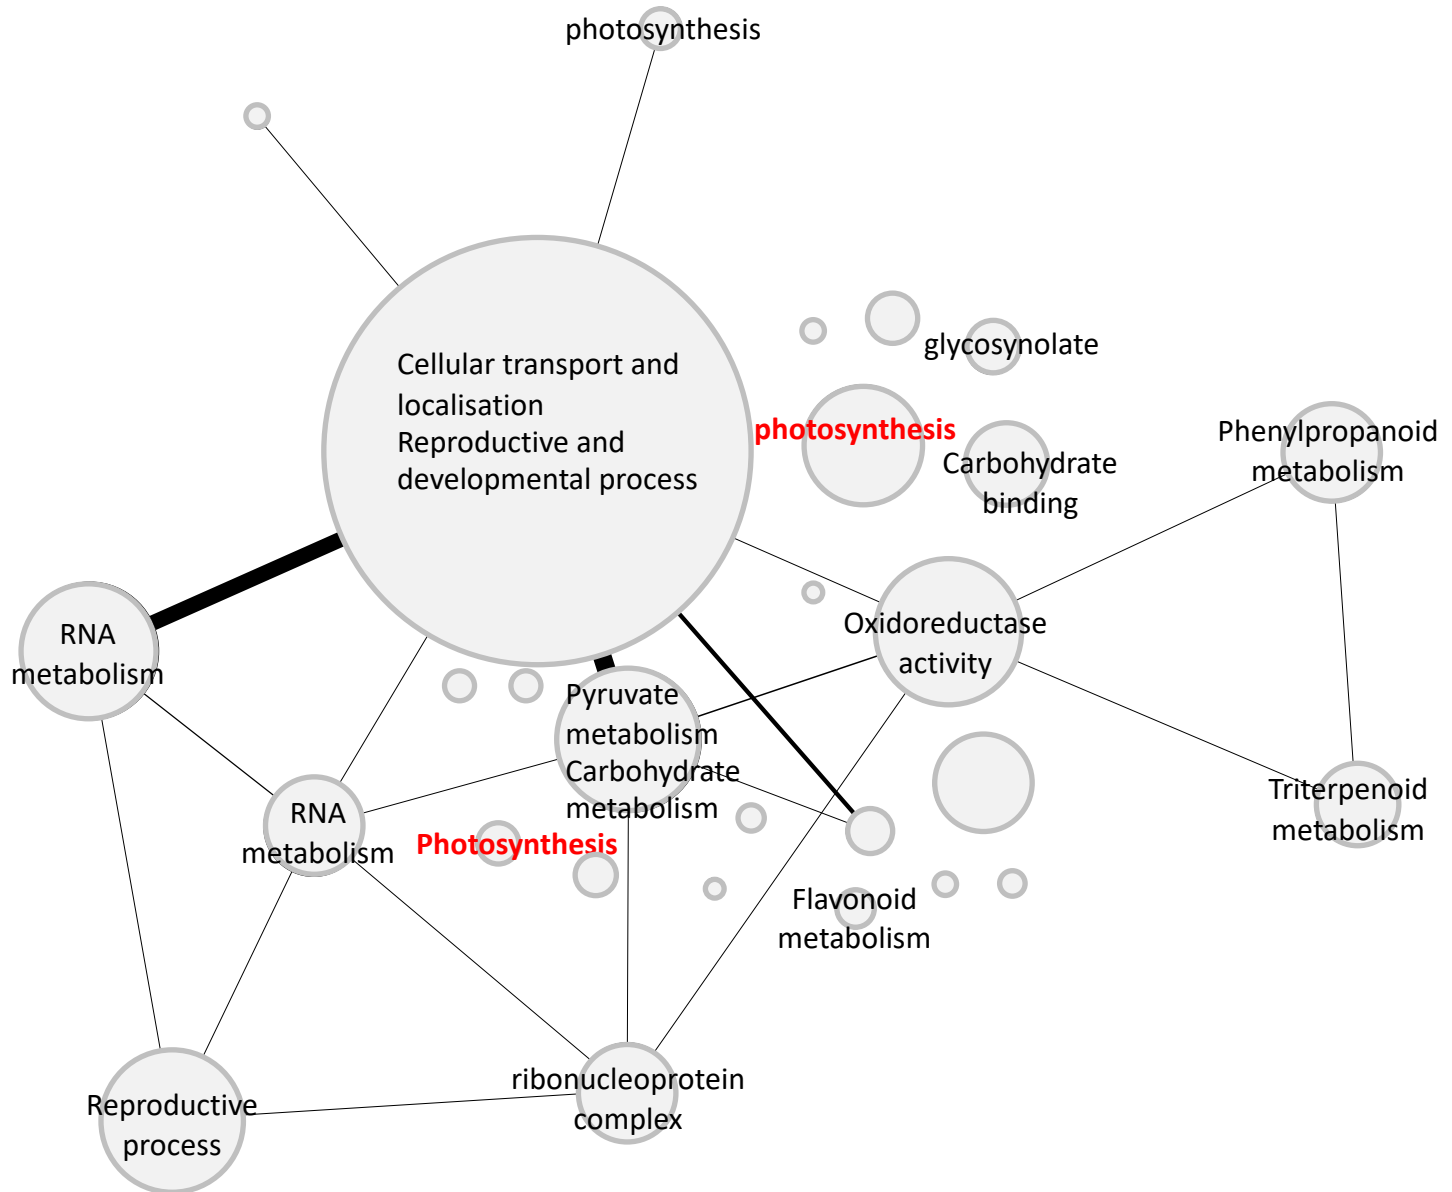 photosynthesis
Cellular transport and
localisation
Reproductive and
developmental process
glycosynolate
photosynthesis
Carbohydrate
binding
Phenylpropanoid
metabolism
RNA
metabolism
Oxidoreductase
activity
Pyruvate
metabolism
Carbohydrate
metabolism
RNA
metabolism
Photosynthesis
Triterpenoid
metabolism
Flavonoid
metabolism
Reproductive
process
ribonucleoprotein
complex